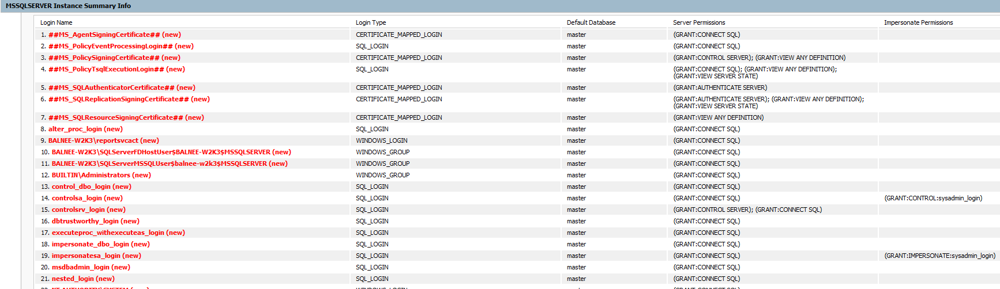 MSSQLSERVER Instance Summary Info
Login Name Login Type Default Database Server Permissions Impersonate Permissions
1. ##MS_AgentSigningCertificate## (new) CERTIFICATE_MAPPED_LOGIN master (GRANT:CONNECT SQL)
2. ##MS_PolicyEventProcessingLogin## (new) SQL_LOGIN master (GRANT:CONNECT SQL)
3. ##MS_PolicySigningCertificate## (new) CERTIFICATE_MAPPED_LOGIN master (GRANT:CONTROL SERVER); (GRANT:VIEW ANY DEFINITION)
4. ##MS_PolicyTsqlExecutionLogin## (new) SQL_LOGIN master (GRANT:CONNECT SQL); (GRANT:VIEW ANY DEFINITION);
(GRANT:VIEW SERVER STATE)
5. ##MS_SQLAuthenticatorCertificate## (new) CERTIFICATE_MAPPED_LOGIN master (GRANT:AUTHENTICATE SERVER)
6. ##MS_SQLReplicationSigningCertificate## (new) CERTIFICATE_MAPPED_LOGIN master (GRANT:AUTHENTICATE SERVER); (GRANT:VIEW ANY DEFINITION);
(GRANT:VIEW SERVER STATE)
7. ##MS_SQLResourceSigningCertificate## (new) CERTIFICATE_MAPPED_LOGIN master (GRANT:VIEW ANY DEFINITION)
8. alter_proc_login (new) SQL_LOGIN master (GRANT:CONNECT SQL)
9. BALNEE-W2K3\reportsvcact (new) WINDOWS_LOGIN master (GRANT:CONNECT SQL)
10. BALNEE-W2K3\SQLServerFDHostUser$BALNEE-W2K3$MSSQLSERVER (new) WINDOWS_GROUP master (GRANT:CONNECT SQL)
11. BALNEE-W2K3\SQLServerMSSQLUser$balnee-w2k3$MSSQLSERVER (new) WINDOWS_GROUP master (GRANT:CONNECT SQL)
12. BUILTIN\Administrators (new) WINDOWS_GROUP master (GRANT:CONNECT SQL)
13. control_dbo_login (new) SQL_LOGIN master (GRANT:CONNECT SQL)
14. controlsa_login (new) SQL_LOGIN master (GRANT:CONNECT SQL) (GRANT:CONTROL:sysadmin_login)
15. controlsrv_login (new) SQL_LOGIN master (GRANT:CONTROL SERVER); (GRANT:CONNECT SQL)
16. dbtrustworthy_login (new) SQL_LOGIN master (GRANT:CONNECT SQL)
17. executeproc_withexecuteas_login (new) SQL_LOGIN master (GRANT:CONNECT SQL)
18. impersonate_dbo_login (new) SQL_LOGIN master (GRANT:CONNECT SQL)
19. impersonatesa_login (new) SQL_LOGIN master (GRANT:CONNECT SQL) (GRANT:IMPERSONATE:sysadmin_login)
20. msdbadmin_login (new) SQL_LOGIN master (GRANT:CONNECT SQL)
21. nested_login (new) SQL_LOGIN master (GRANT:CONNECT SQL)